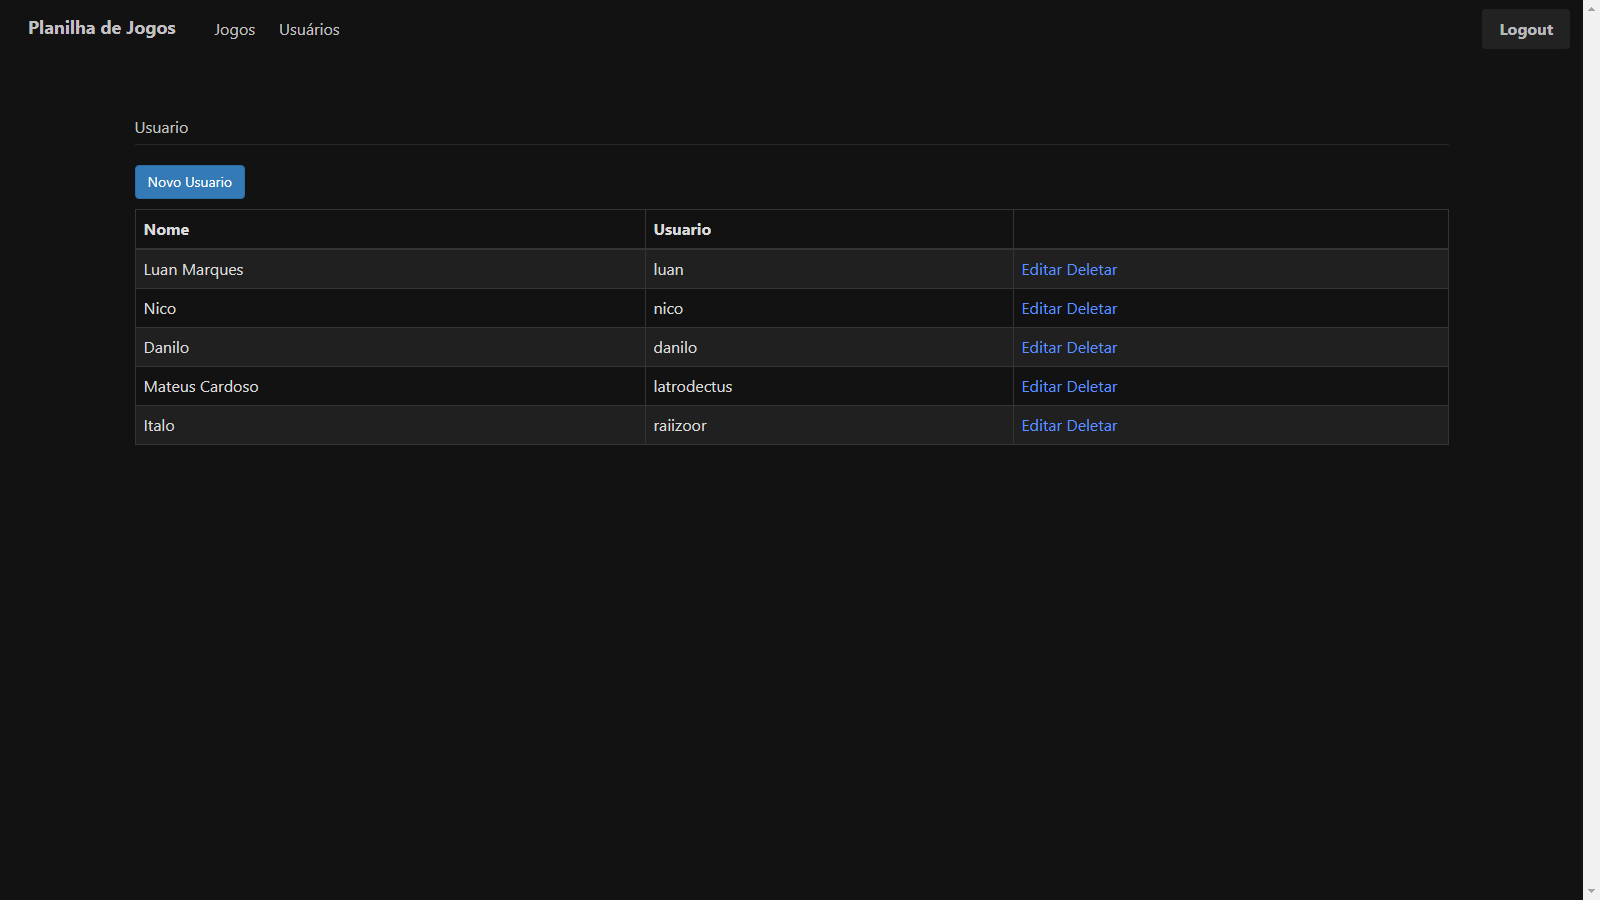 Planilha de Jogos Jogos Usuários Logout
Usuario
Novo Usuario
Nome Usuario
Luan Marques luan Editar Deletar
Nico nico Editar Deletar
Danilo danilo Editar Deletar
Mateus Cardoso latrodectus Editar Deletar
Italo raiizoor Editar Deletar